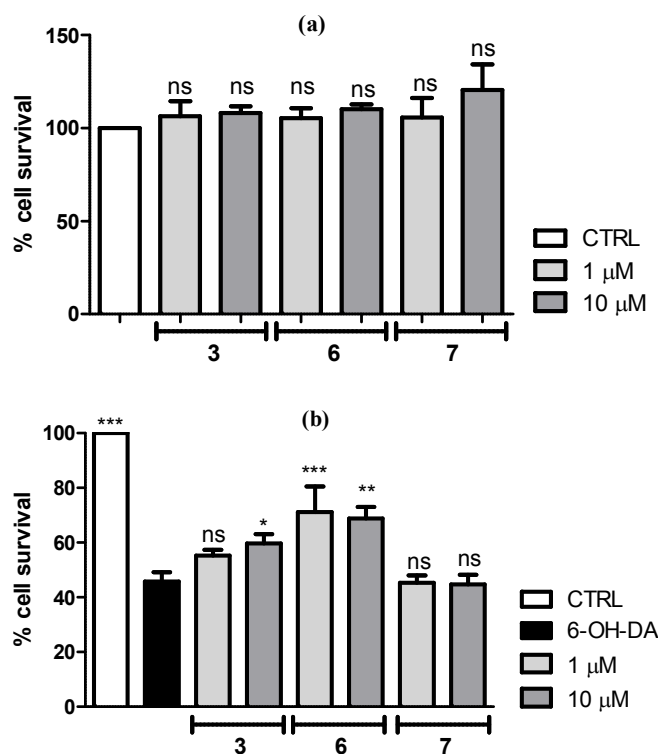 (a)
150
100
50
0
% cell survival
ns ns ns ns ns ns
CTRL
1 µM
10 µM
3 6 7
(b)
100
80
60
40
20
0
% cell survival
*** ns * *** ** ns ns
CTRL
6-OH-DA
1 µM
10 µM
3 6 7